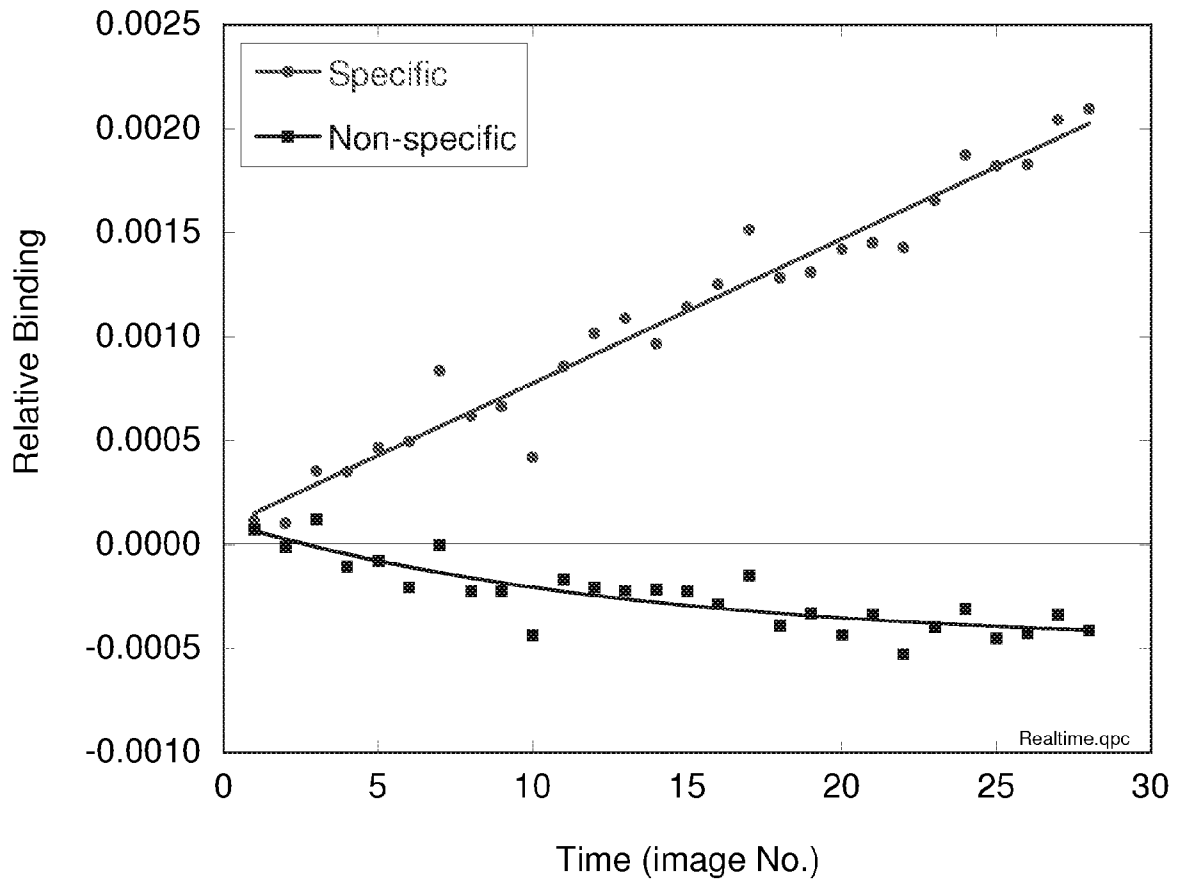 0.0025
Specific
Non-specific
0.0020
0.0015
0.0010
0.0005
0.0000
-0.0005
-0.0010
Relative Binding
Realtime.qpc
0 5 10 15 20 25 30
Time (image No.)